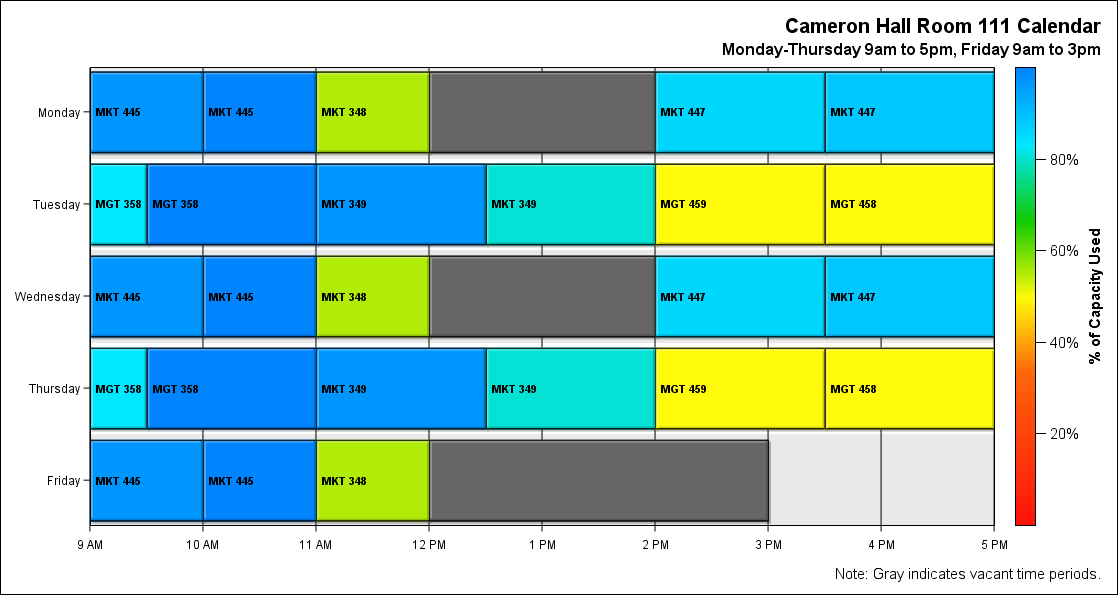 Cameron Hall Room 111 Calendar
Monday-Thursday 9am to 5pm, Friday 9am to 3pm
Monday MKT 445 MKT 445 MKT 348 MKT 447 MKT 447
Tuesday MGT 358 MGT 358 MKT 349 MKT 349 MGT 459 MGT 458
Wednesday MKT 445 MKT 445 MKT 348 MKT 447 MKT 447
Thursday MGT 358 MGT 358 MKT 349 MKT 349 MGT 459 MGT 458
Friday MKT 445 MKT 445 MKT 348
9 AM 10 AM 11 AM 12 PM 1 PM 2 PM 3 PM 4 PM 5 PM
80%
60%
40%
20%
% of Capacity Used
Note: Gray indicates vacant time periods.